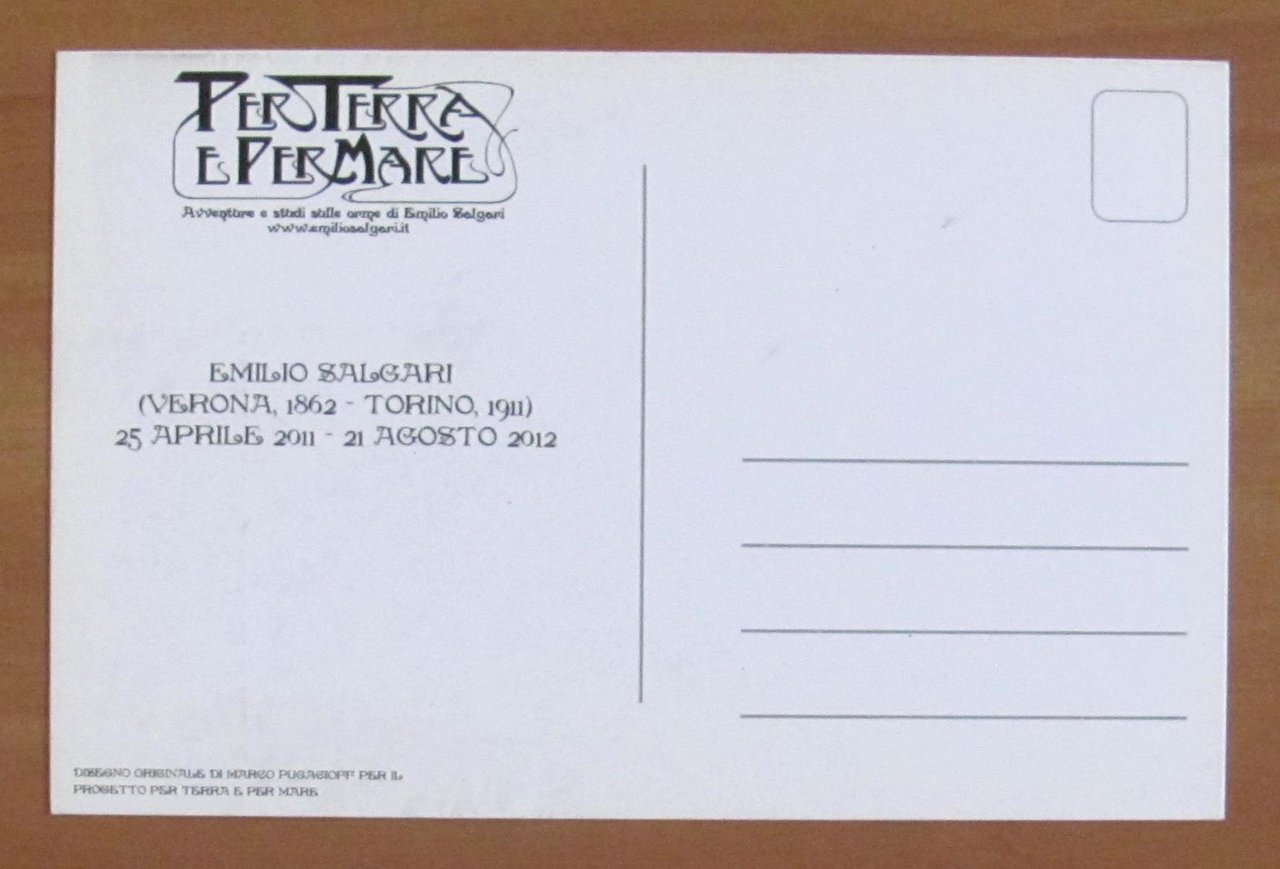 PER TERRA
E PER MARE
Avventure e studi sulle orme di Emilio Salgari
www.emiliosalgari.it
EMILIO SALGARI
(VERONA, 1862 - TORINO, 1911)
25 APRILE 2011 - 21 AGOSTO 2012
DISEGNO ORIGINALE DI MARCO PUGACIOFF PER IL
PROGETTO PER TERRA E PER MARE